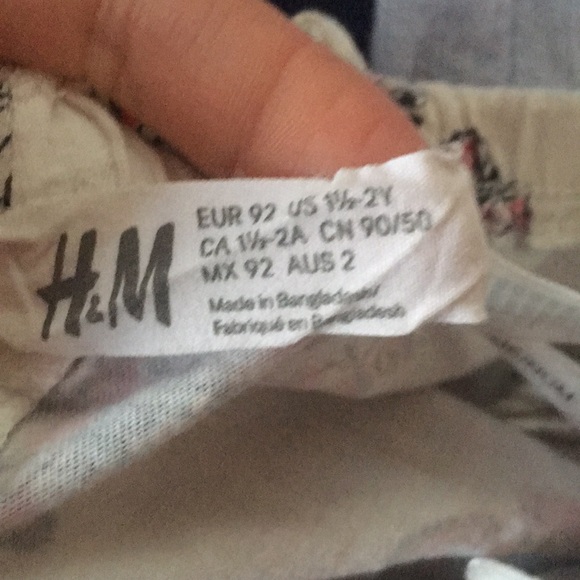 H&M
EUR 92 US 1½-2Y
CA 1½-2A CN 90/50
MX 92 AUS 2
Made in Bangladesh/
Fabriqué en Bangladesh